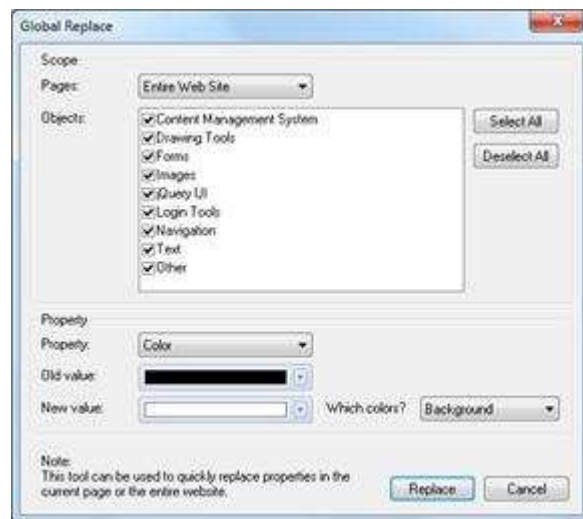 Global Replace
Scope
Pages: Entire Web Site
Objects: Content Management System Select All
Drawing Tools
Forms Deselect All
Images
jQuery UI
Login Tools
Navigation
Text
Other
Property
Property: Color
Old value:
New value: Which colors? Background
Note:
This tool can be used to quickly replace properties in the
current page or the entire website.
Replace Cancel